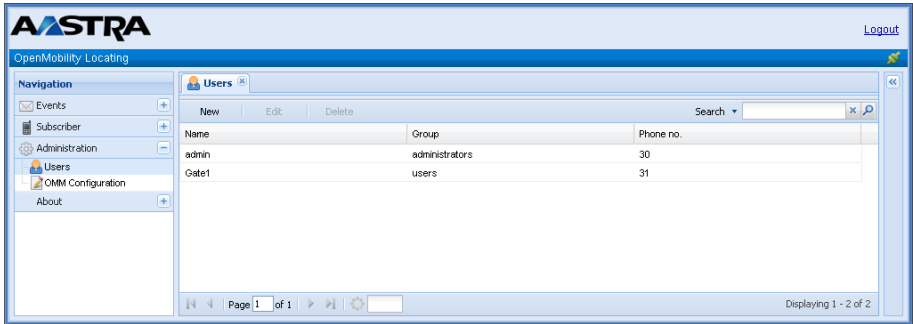 AASTRA
Logout
OpenMobility Locating
Navigation
Events
Subscriber
Administration
Users
OMM Configuration
About
Users
New Edit Delete Search
Name Group Phone no.
admin administrators 30
Gate1 users 31
Page 1 of 1 Displaying 1 - 2 of 2